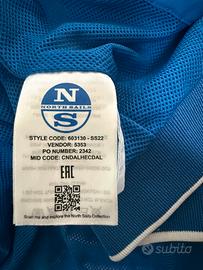 N
S
NORTH SAILS
STYLE CODE: 603130 - SS22
VENDOR: 5353
PO NUMBER: 2342
MID CODE: CNDALHECDAL
EAC
Scan me and explore the North Sails Collection
subito